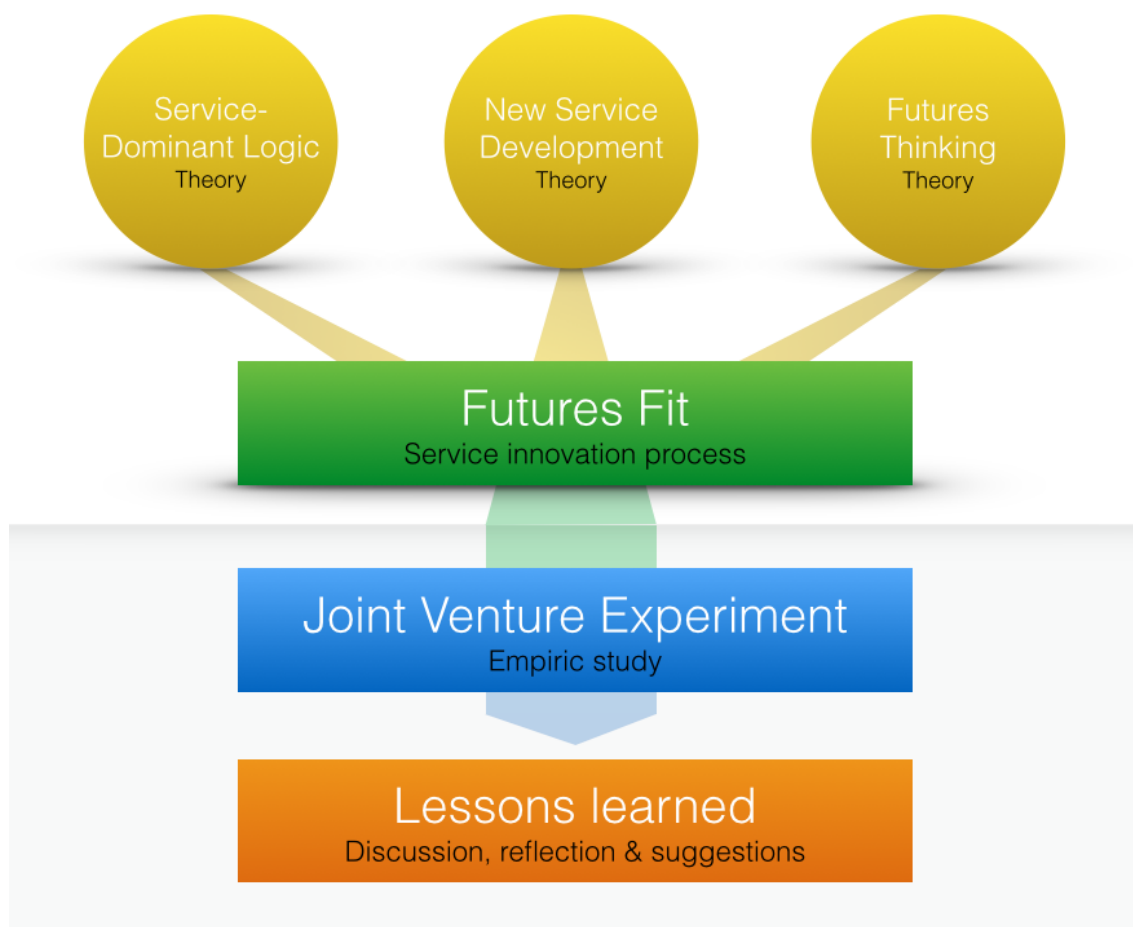 Service-
Dominant Logic
Theory
New Service
Development
Theory
Futures
Thinking
Theory
Futures Fit
Service innovation process
Joint Venture Experiment
Empiric study
Lessons learned
Discussion, reflection & suggestions